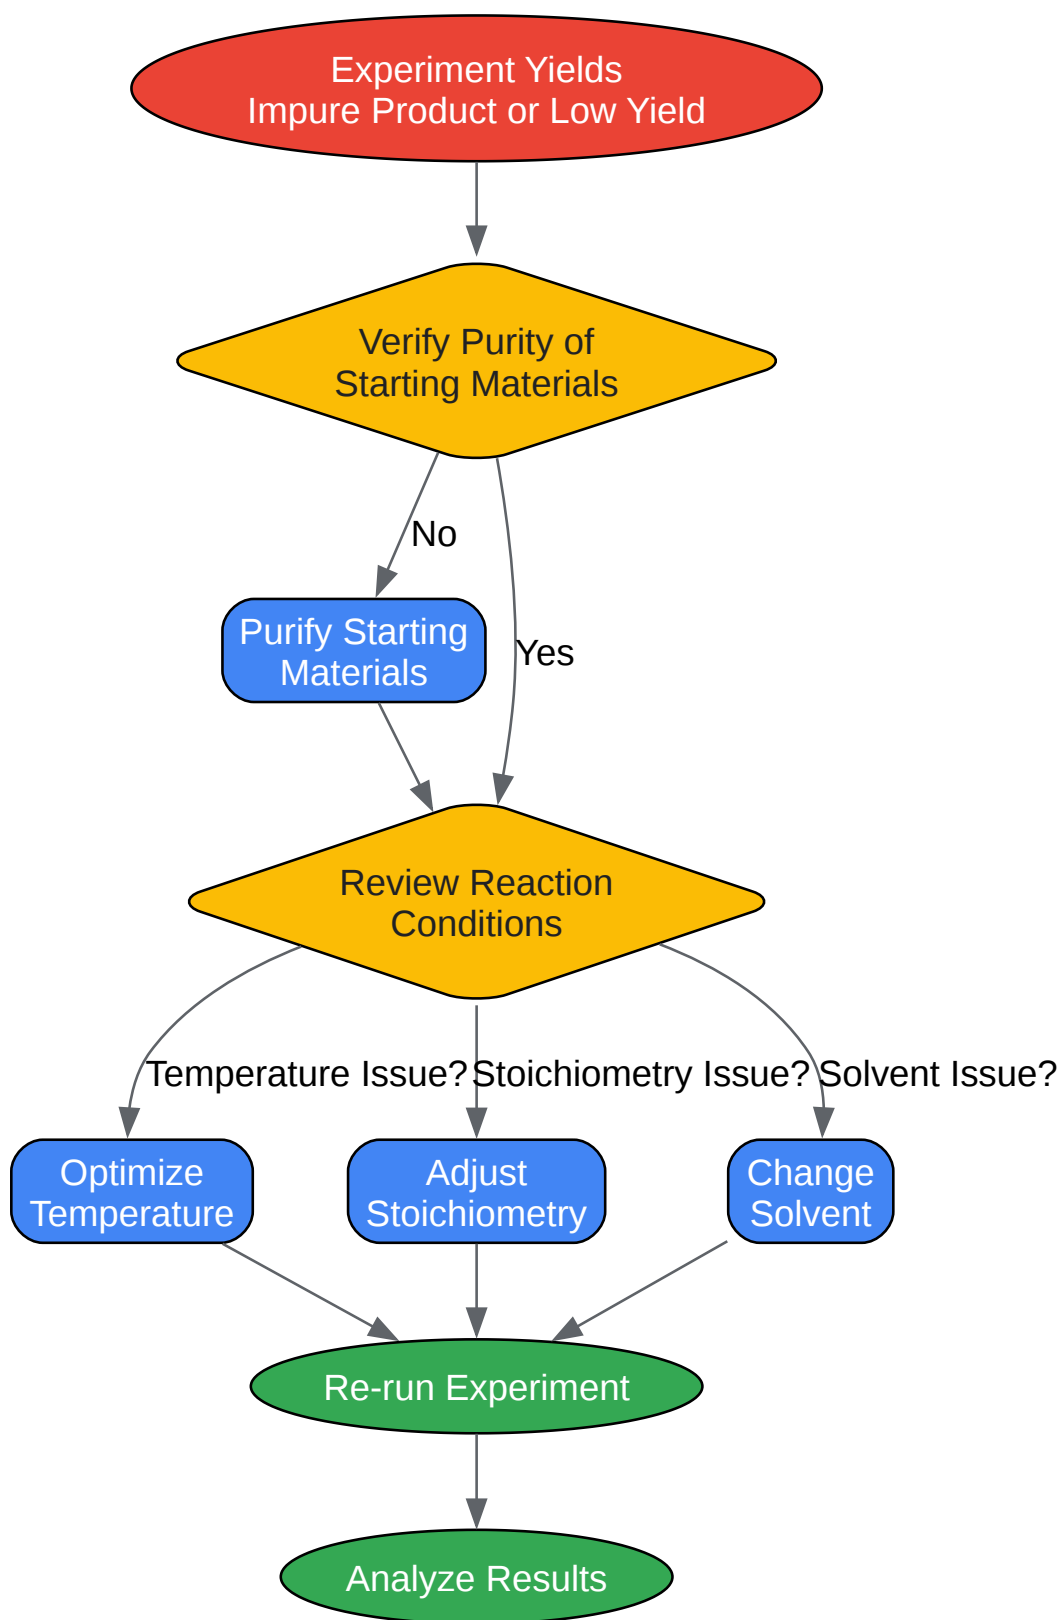 Experiment Yields
Impure Product or Low Yield
Verify Purity of
Starting Materials
No
Purify Starting
Materials
Yes
Review Reaction
Conditions
Temperature Issue?
Stoichiometry Issue?
Solvent Issue?
Optimize
Temperature
Adjust
Stoichiometry
Change
Solvent
Re-run Experiment
Analyze Results